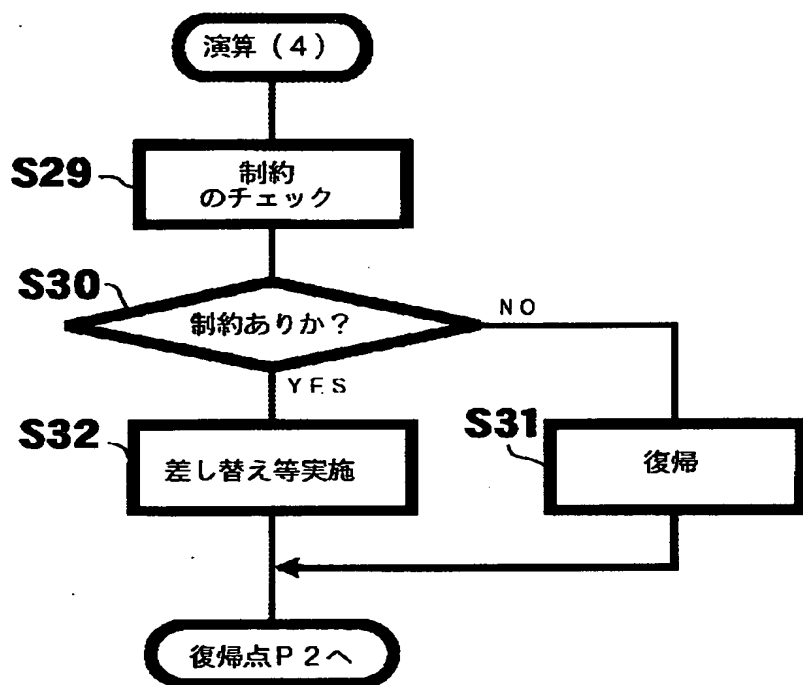 演算（4）
S29
制約
のチェック
S30
制約ありか？
NO
YES
S32
差し替え等実施
S31
復帰
復帰点P2へ